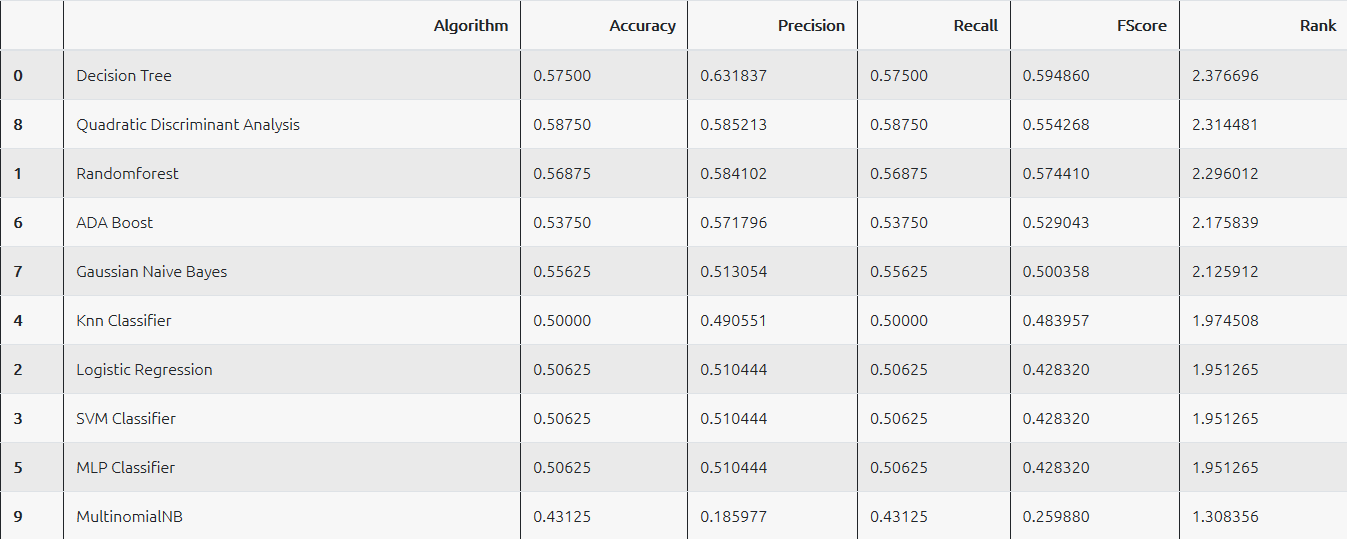 Algorithm Accuracy Precision Recall FScore Rank
0 Decision Tree 0.57500 0.631837 0.57500 0.594860 2.376696
8 Quadratic Discriminant Analysis 0.58750 0.585213 0.58750 0.554268 2.314481
1 Randomforest 0.56875 0.584102 0.56875 0.574410 2.296012
6 ADA Boost 0.53750 0.571796 0.53750 0.529043 2.175839
7 Gaussian Naive Bayes 0.55625 0.513054 0.55625 0.500358 2.125912
4 Knn Classifier 0.50000 0.490551 0.50000 0.483957 1.974508
2 Logistic Regression 0.50625 0.510444 0.50625 0.428320 1.951265
3 SVM Classifier 0.50625 0.510444 0.50625 0.428320 1.951265
5 MLP Classifier 0.50625 0.510444 0.50625 0.428320 1.951265
9 MultinomialNB 0.43125 0.185977 0.43125 0.259880 1.308356